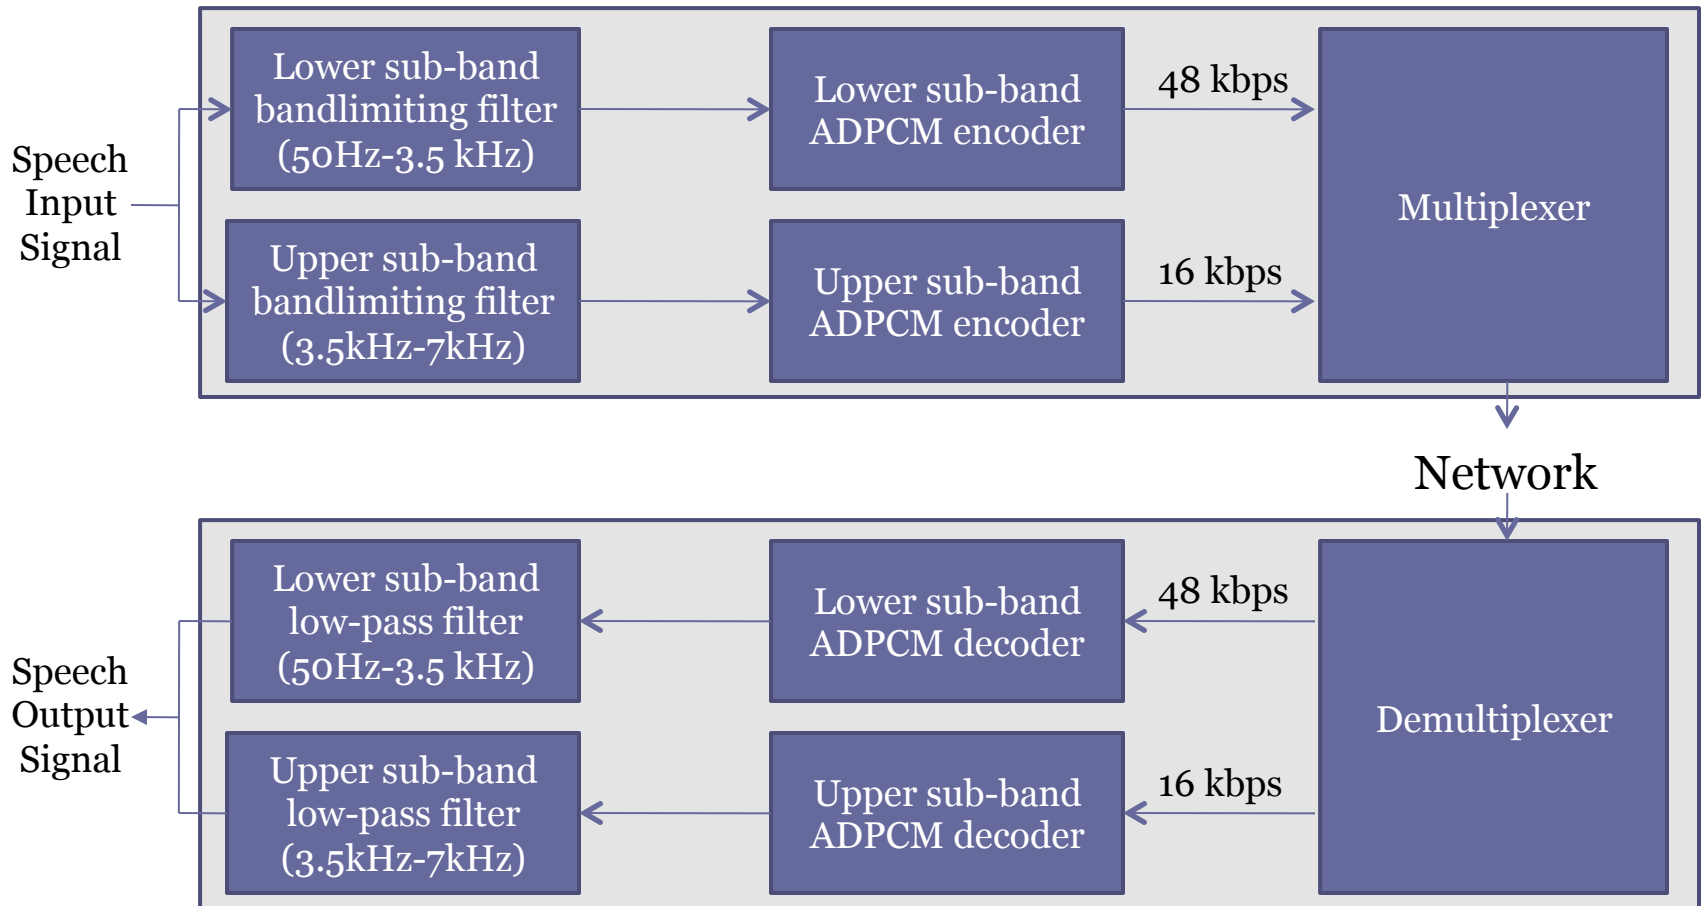 Speech
Input
Signal
Lower sub-band
bandlimiting filter
(50Hz-3.5 kHz)
Lower sub-band
ADPCM encoder
48 kbps
Upper sub-band
bandlimiting filter
(3.5kHz-7kHz)
Upper sub-band
ADPCM encoder
16 kbps
Multiplexer
Network
Speech
Output
Signal
Lower sub-band
low-pass filter
(50Hz-3.5 kHz)
Lower sub-band
ADPCM decoder
48 kbps
Upper sub-band
low-pass filter
(3.5kHz-7kHz)
Upper sub-band
ADPCM decoder
16 kbps
Demultiplexer